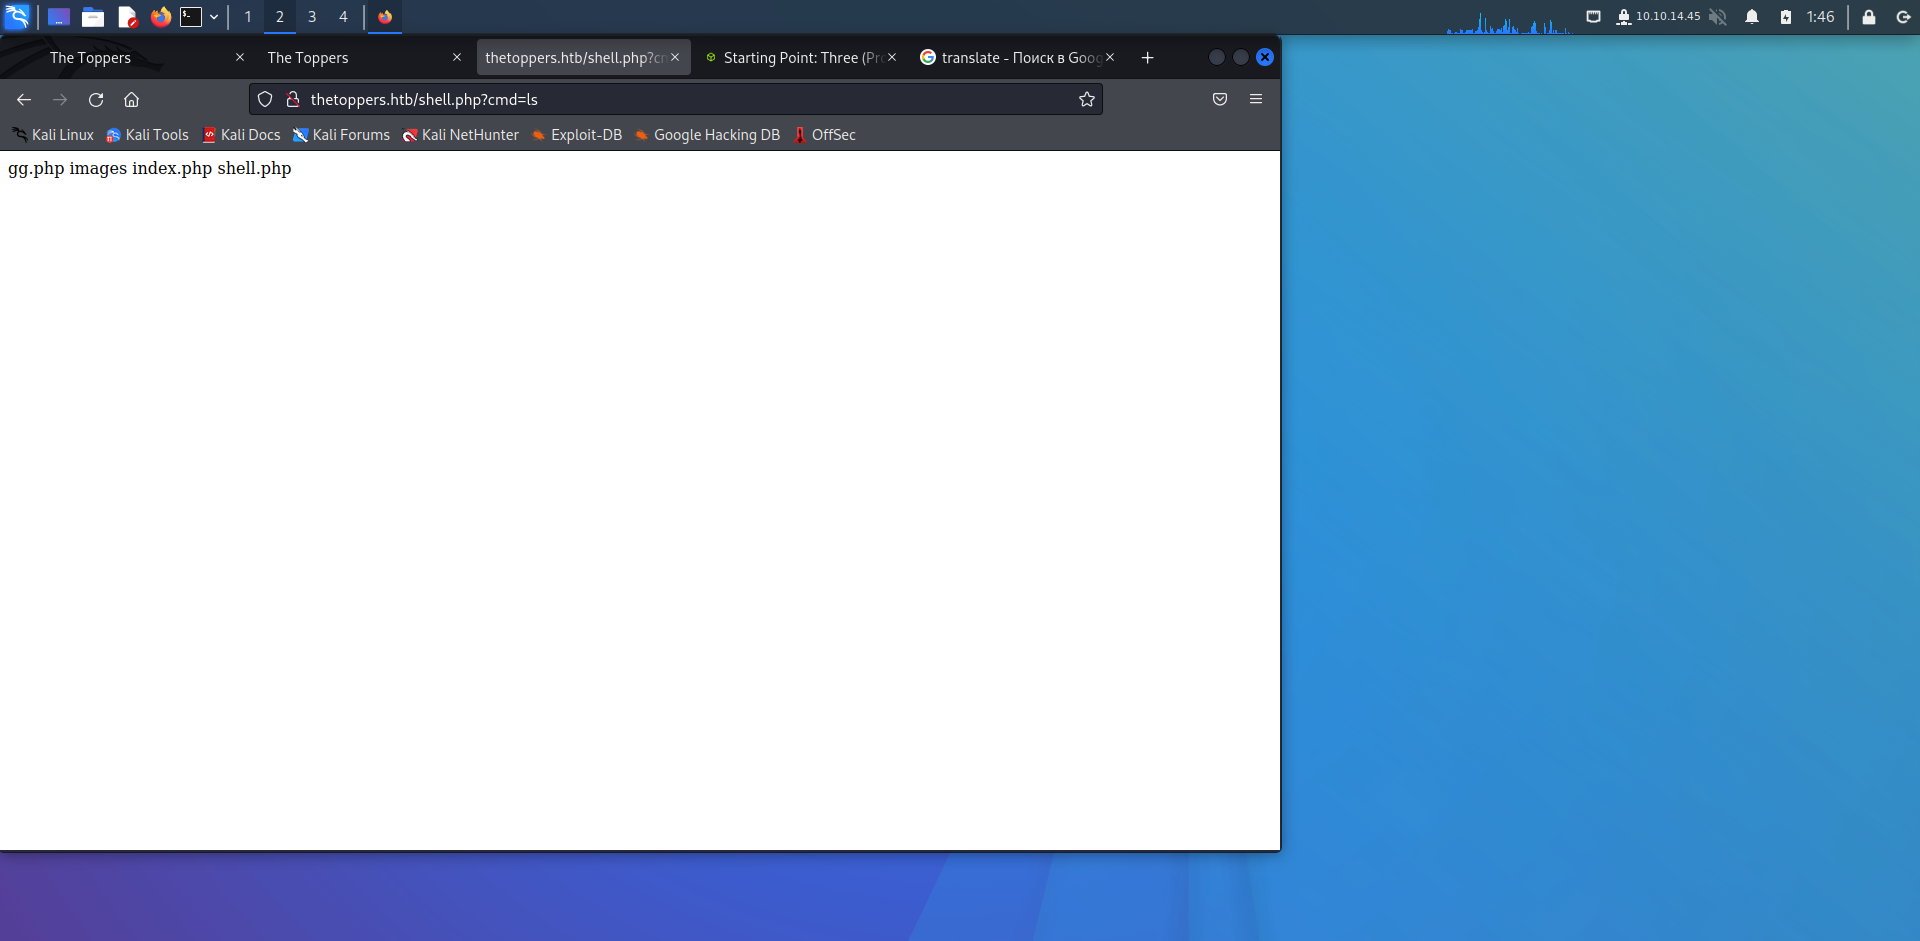 1 2 3 4 10.10.14.45 1:46
The Toppers The Toppers thetoppers.htb/shell.php?c Starting Point: Three (Pr translate - Поиск в Goog
thetoppers.htb/shell.php?cmd=ls
Kali Linux Kali Tools Kali Docs Kali Forums Kali NetHunter Exploit-DB Google Hacking DB OffSec
gg.php images index.php shell.php